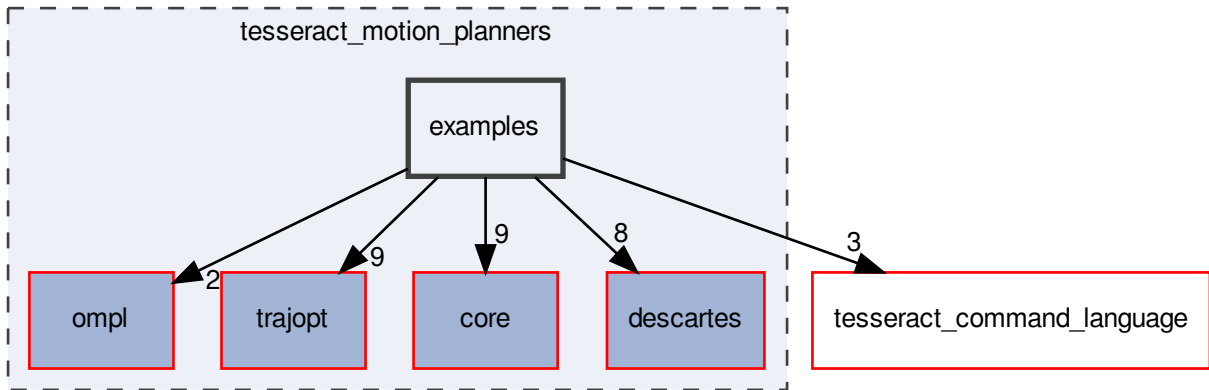 tesseract_motion_planners
examples
2
9
9
8
3
ompl
trajopt
core
descartes
tesseract_command_language